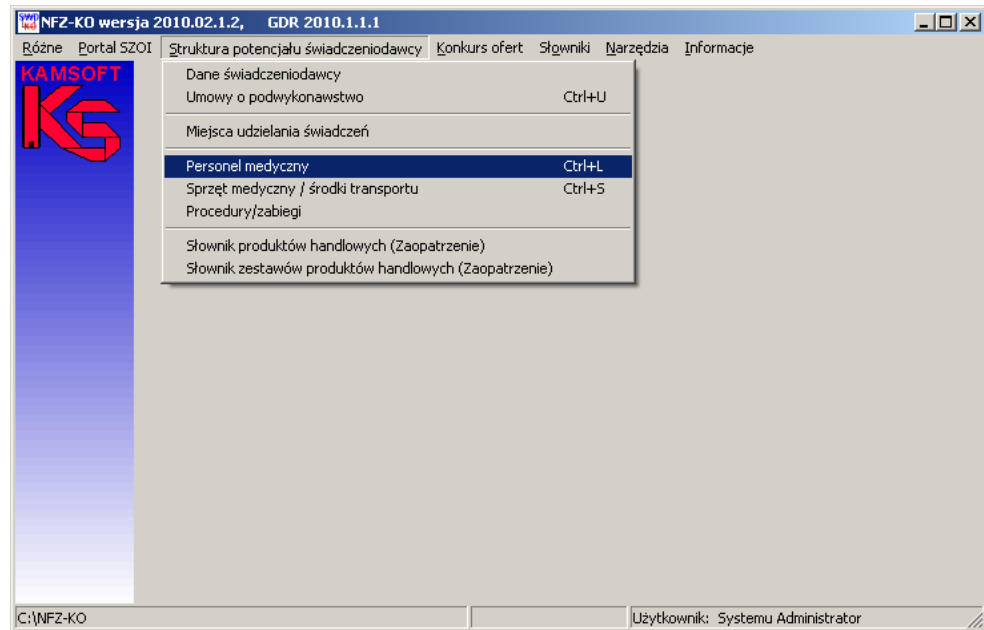 NFZ-KO wersja 2010.02.1.2, GDR 2010.1.1.1
Różne Portal SZOI Struktura potencjału świadczeniodawcy Konkurs ofert Słowniki Narzędzia Informacje
KAMSOFT
KS
Dane świadczeniodawcy
Umowy o podwykonawstwo Ctrl+U
Miejsca udzielania świadczeń
Personel medyczny Ctrl+L
Sprzęt medyczny / środki transportu Ctrl+S
Procedury/zabiegi
Słownik produktów handlowych (Zaopatrzenie)
Słownik zestawów produktów handlowych (Zaopatrzenie)
C:\NFZ-KO Użytkownik: Systemu Administrator